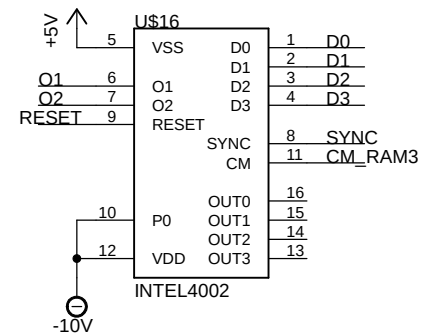 +5V
U$16
5 VSS D0 1 D0
D1 2 D1
O1 6 O1 D2 3 D2
O2 7 O2 D3 4 D3
RESET 9 RESET
SYNC 8 SYNC
CM 11 CM_RAM3
OUT0 16
10 P0 OUT1 15
OUT2 14
12 VDD OUT3 13
INTEL4002
-10V